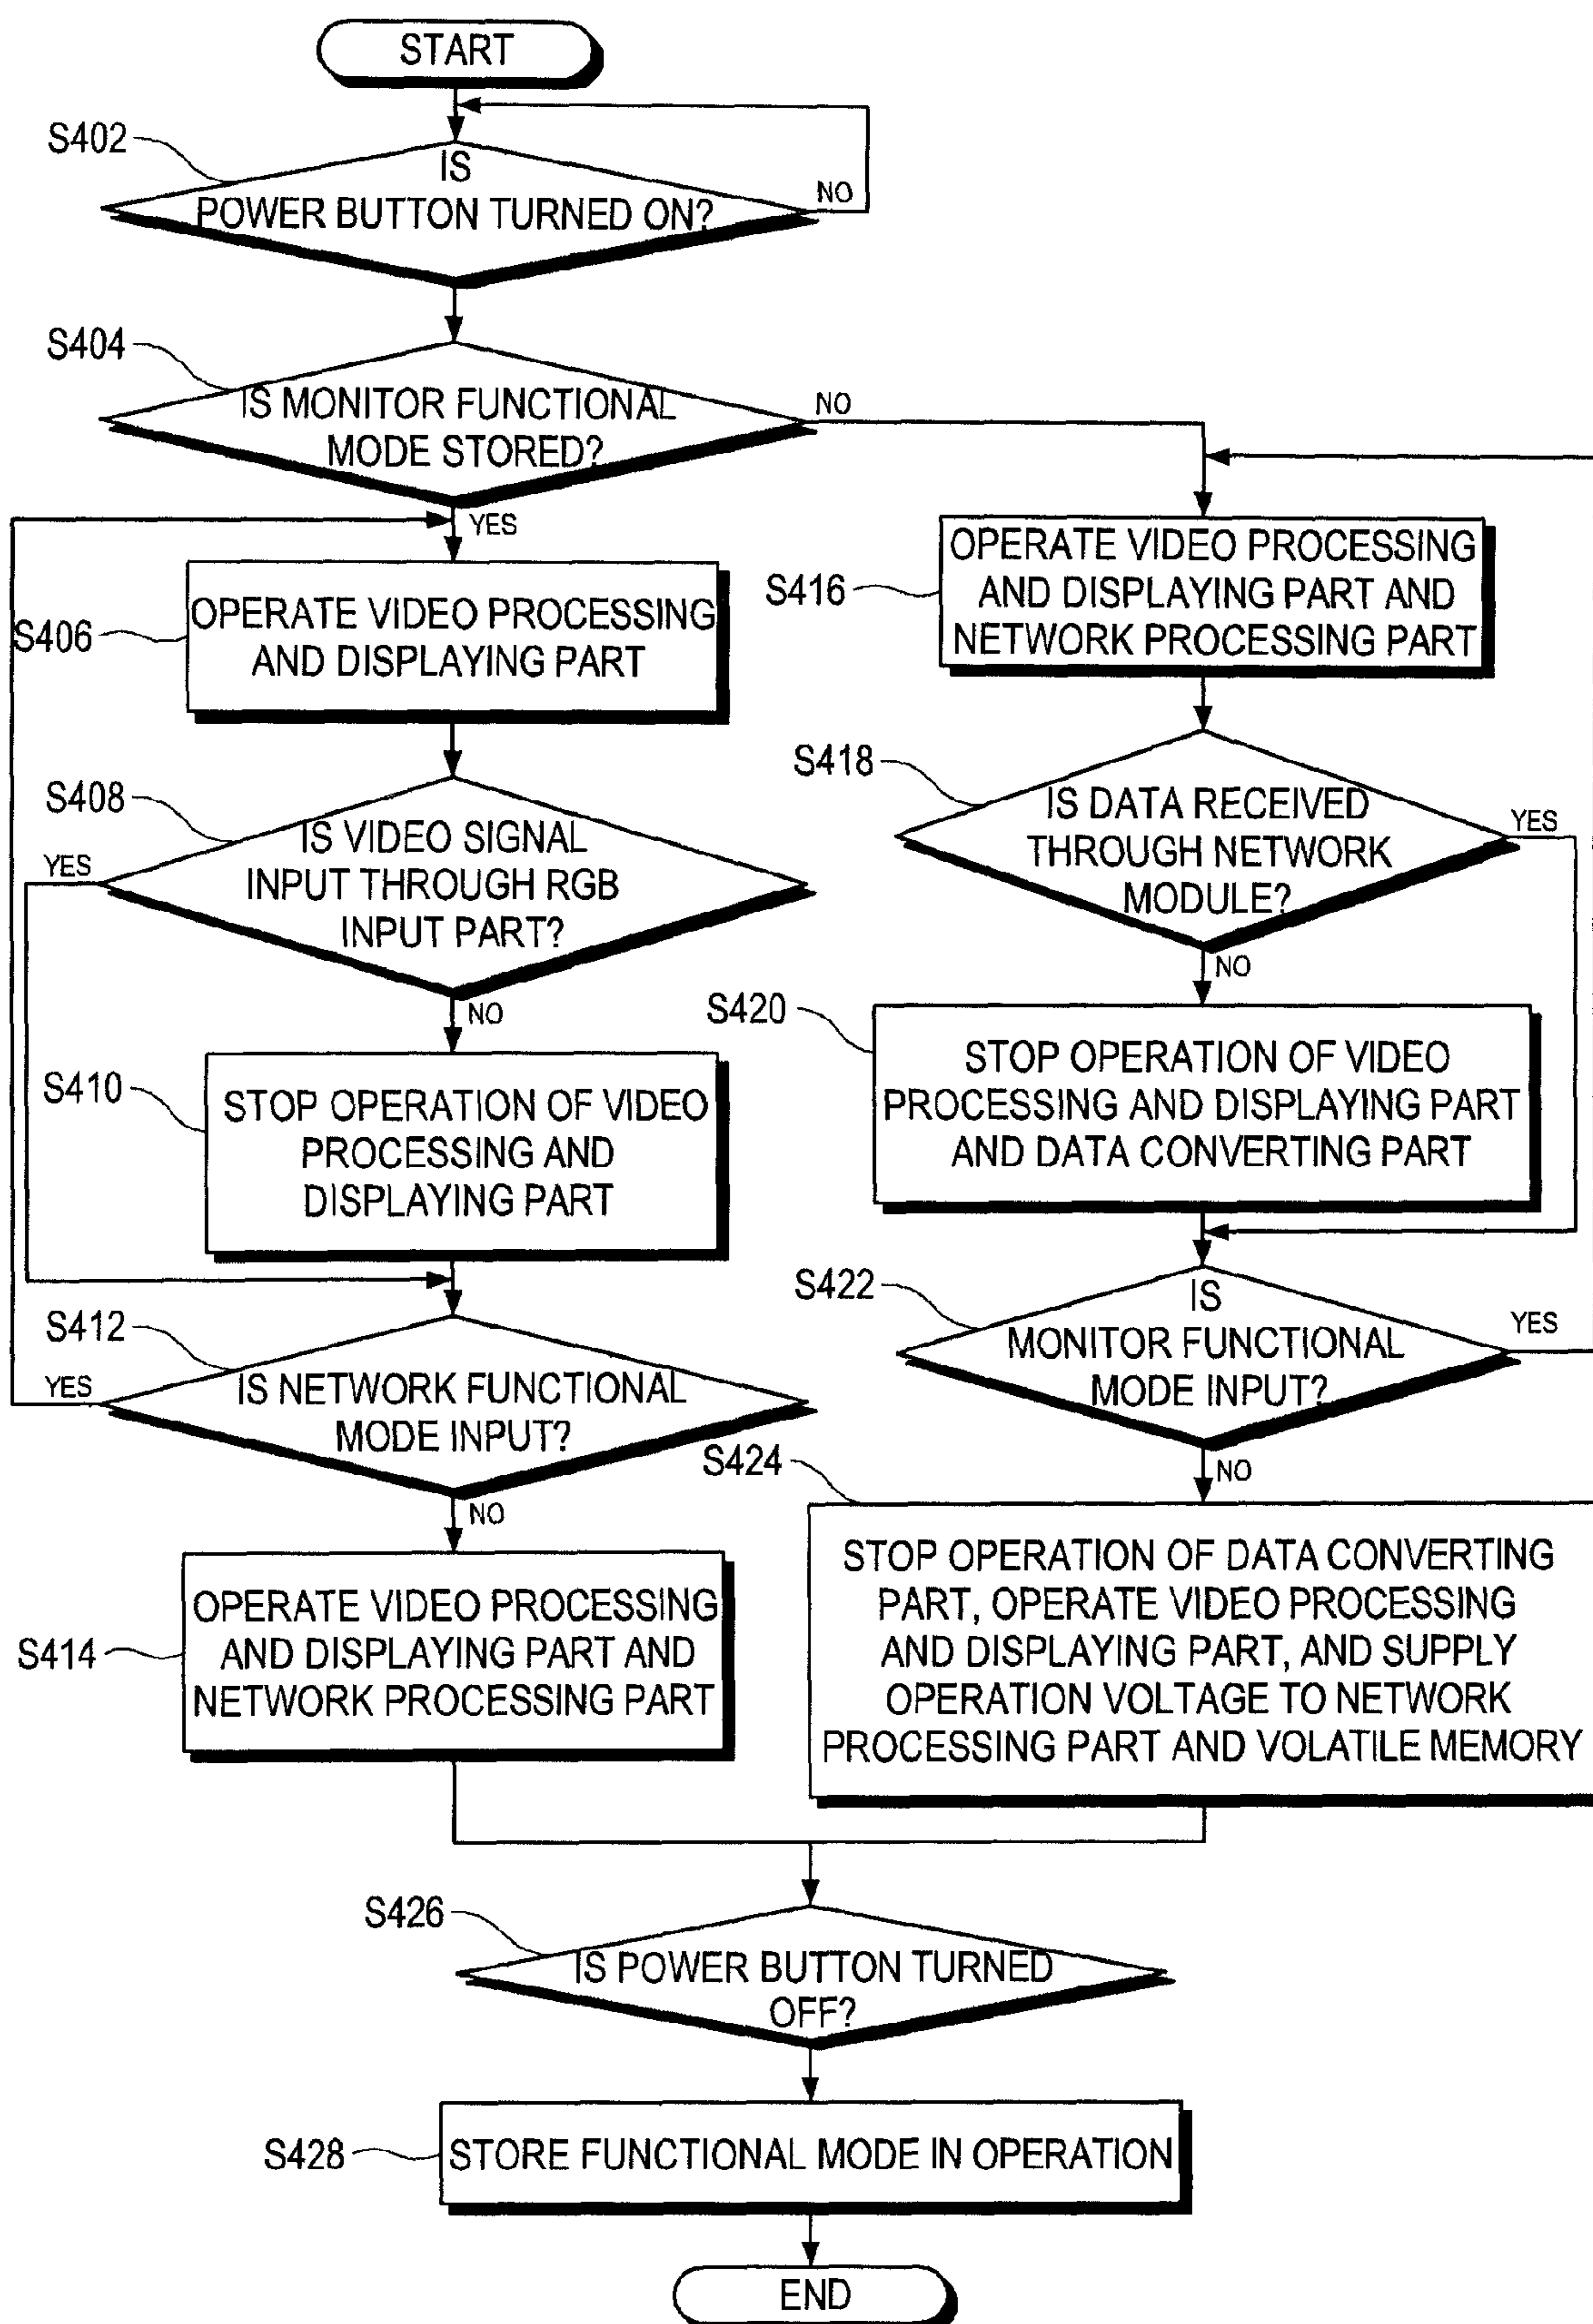 START
S402
IS
POWER BUTTON TURNED ON?
NO
S404
IS MONITOR FUNCTIONAL
MODE STORED?
NO
YES
S406
OPERATE VIDEO PROCESSING
AND DISPLAYING PART
S408
IS VIDEO SIGNAL
INPUT THROUGH RGB
INPUT PART?
YES
NO
S410
STOP OPERATION OF VIDEO
PROCESSING AND
DISPLAYING PART
S412
IS NETWORK FUNCTIONAL
MODE INPUT?
YES
NO
S414
OPERATE VIDEO PROCESSING
AND DISPLAYING PART AND
NETWORK PROCESSING PART
S416
OPERATE VIDEO PROCESSING
AND DISPLAYING PART AND
NETWORK PROCESSING PART
S418
IS DATA RECEIVED
THROUGH NETWORK
MODULE?
YES
NO
S420
STOP OPERATION OF VIDEO
PROCESSING AND DISPLAYING PART
AND DATA CONVERTING PART
S422
IS
MONITOR FUNCTIONAL
MODE INPUT?
YES
NO
S424
STOP OPERATION OF DATA CONVERTING
PART, OPERATE VIDEO PROCESSING
AND DISPLAYING PART, AND SUPPLY
OPERATION VOLTAGE TO NETWORK
PROCESSING PART AND VOLATILE MEMORY
S426
IS POWER BUTTON TURNED
OFF?
S428
STORE FUNCTIONAL MODE IN OPERATION
END